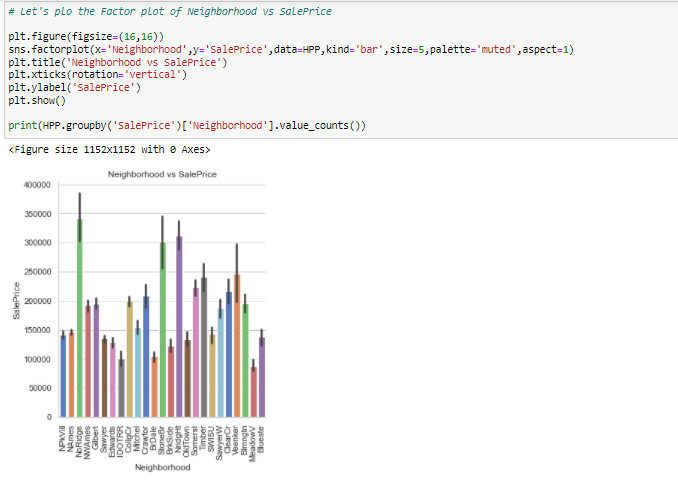 # Let's plo the Factor plot of Neighborhood vs SalePrice
plt.figure(figsize=(16,16))
sns.factorplot(x='Neighborhood',y='SalePrice',data=HPP,kind='bar',size=5,palette='muted',aspect=1)
plt.title('Neighborhood vs SalePrice')
plt.xticks(rotation='vertical')
plt.ylabel('SalePrice')
plt.show()
print(HPP.groupby('SalePrice')['Neighborhood'].value_counts())
<Figure size 1152x1152 with 0 Axes>
Neighborhood vs SalePrice
400000
350000
300000
250000
200000
150000
100000
50000
0
SalePrice
NPkVill
NAmes
NoRidge
NWAmes
Gilbert
Sawyer
Edwards
IDOTRR
CollgCr
Mitchel
Crawfor
BrDale
StoneBr
BrkSide
NridgHt
OldTown
Somerst
Timber
SWISU
SawyerW
ClearCr
Veenker
Blmngtn
MeadowV
Blueste
Neighborhood